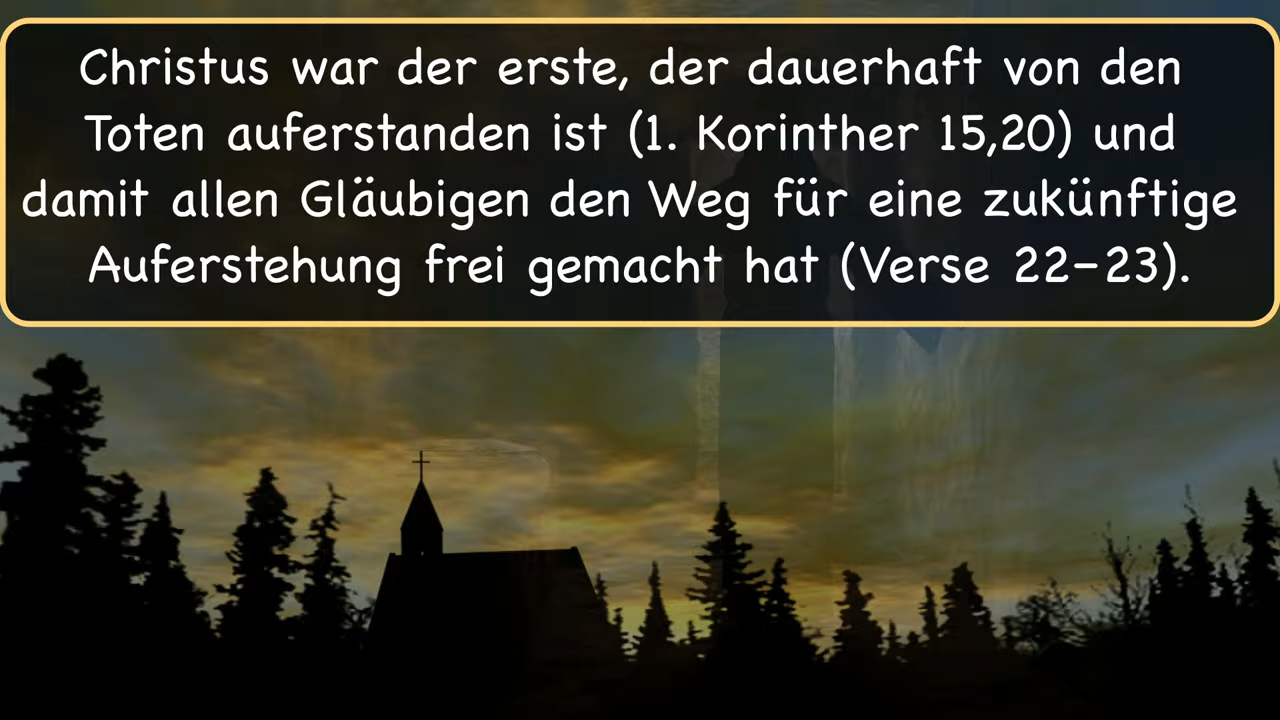 Christus war der erste, der dauerhaft von den
Toten auferstanden ist (1. Korinther 15,20) und
damit allen Gläubigen den Weg für eine zukünftige
Auferstehung frei gemacht hat (Verse 22–23).